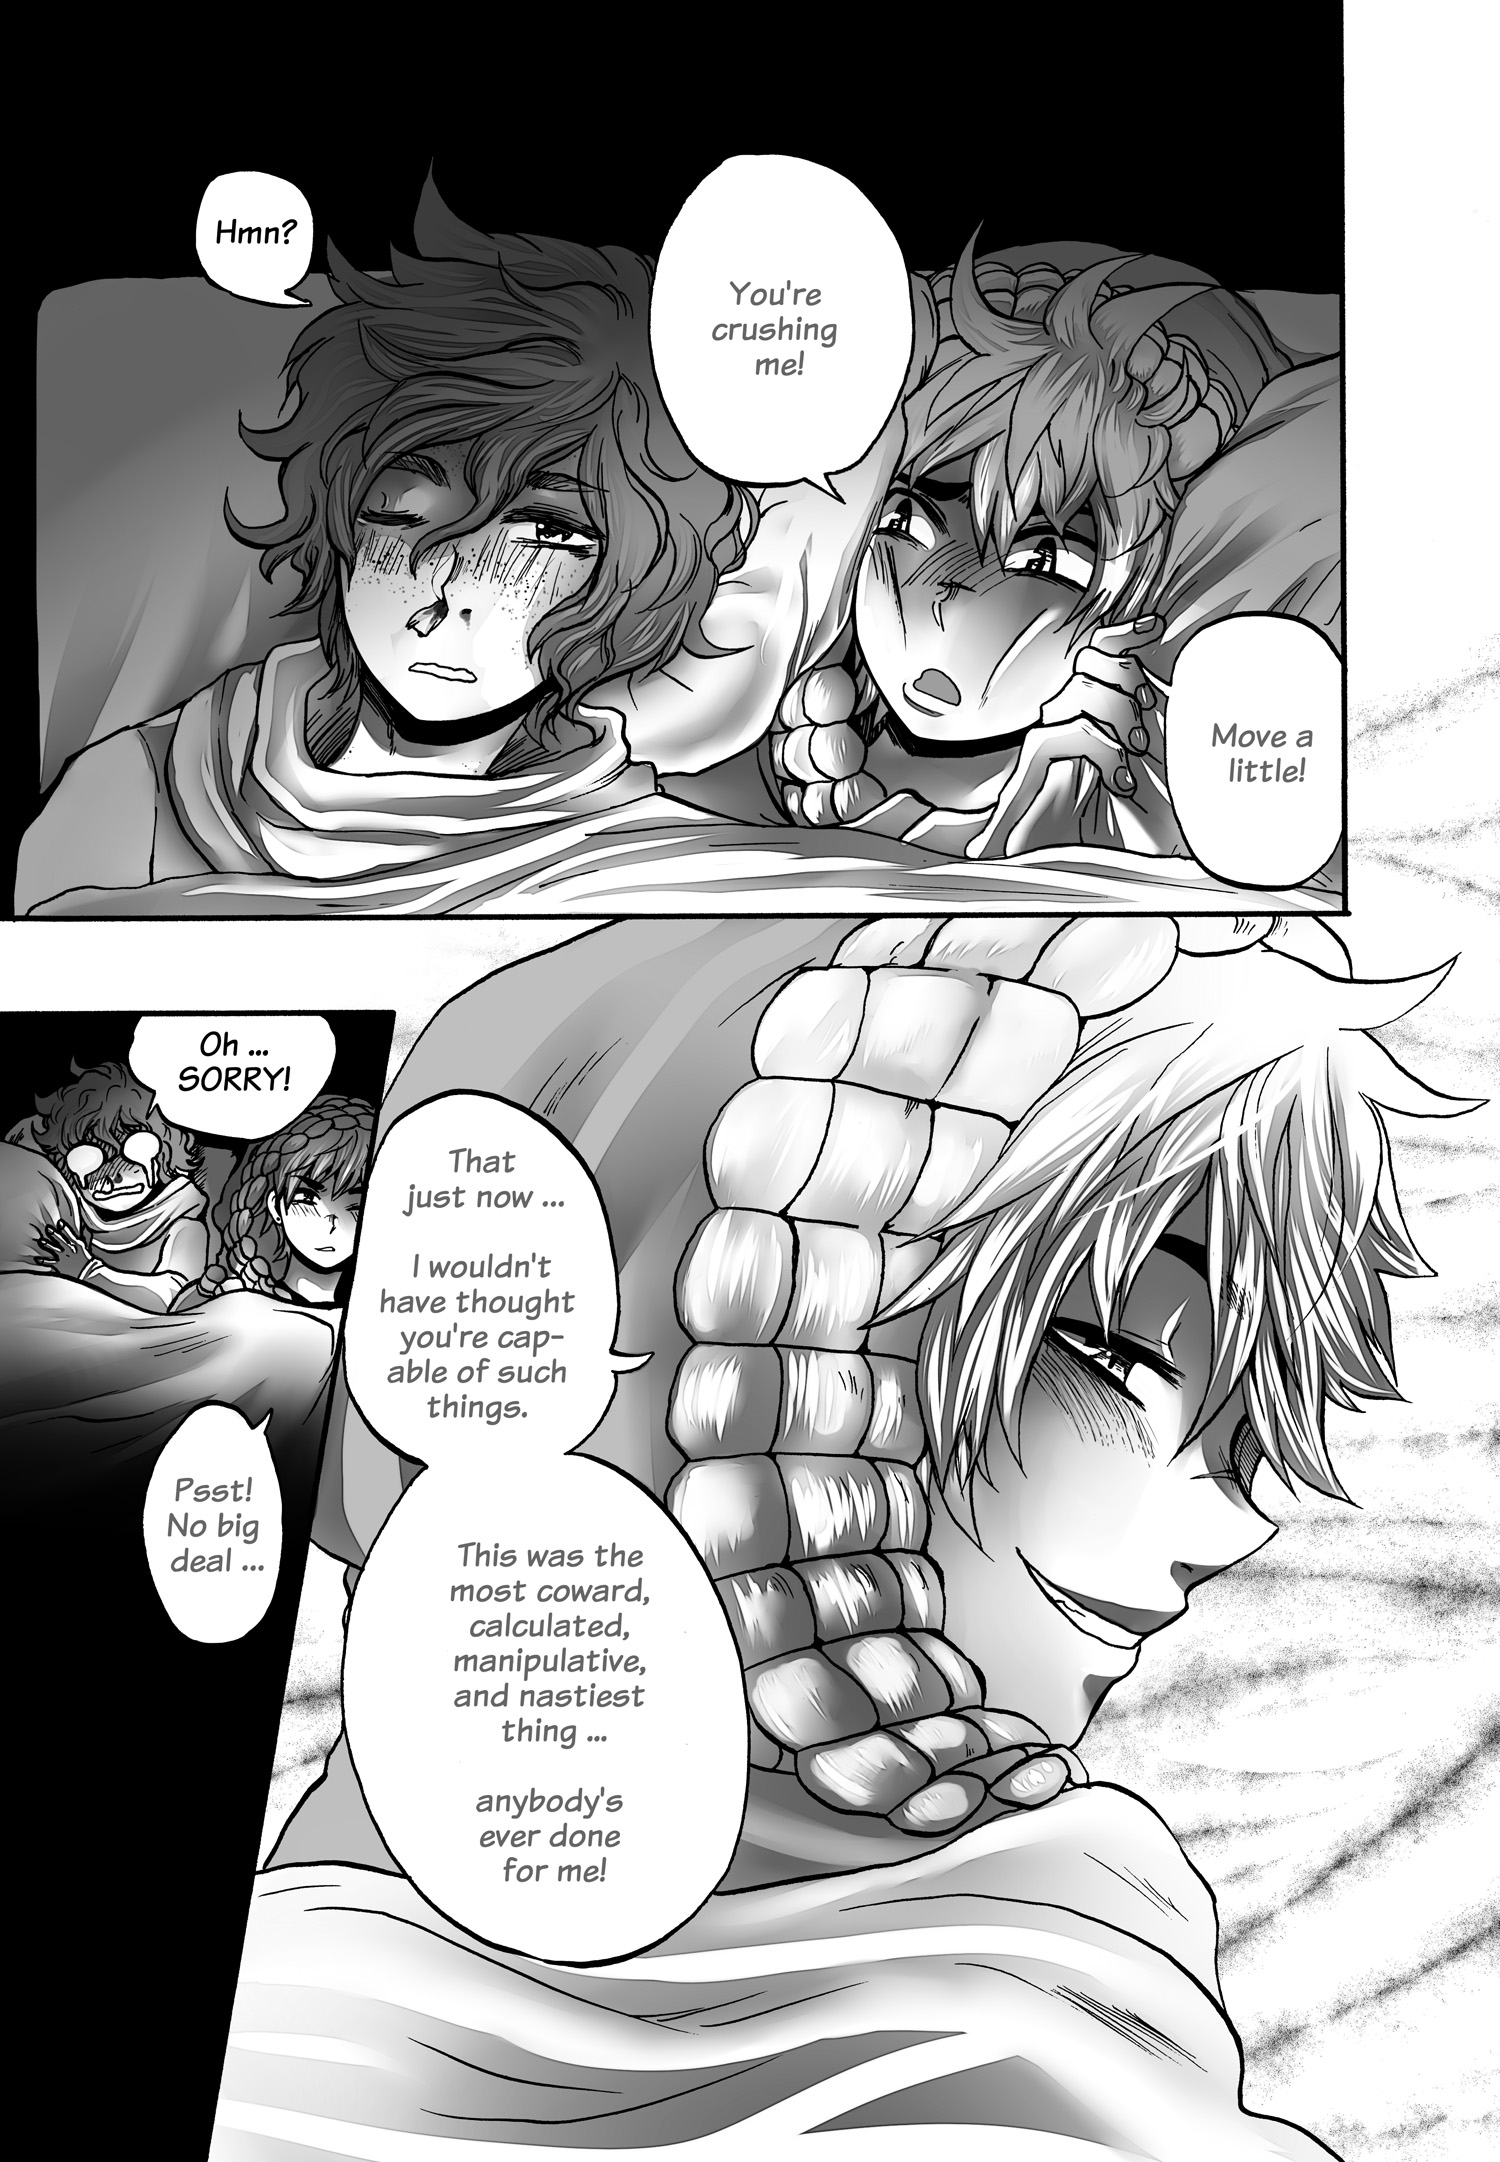 Hmn?
You're
crushing
me!
Move a
little!
Oh ...
SORRY!
Psst!
No big
deal ...
That
just now ...
I wouldn't
have thought
you're cap-
able of such
things.
This was the
most coward,
calculated,
manipulative,
and nastiest
thing ...
anybody's
ever done
for me!